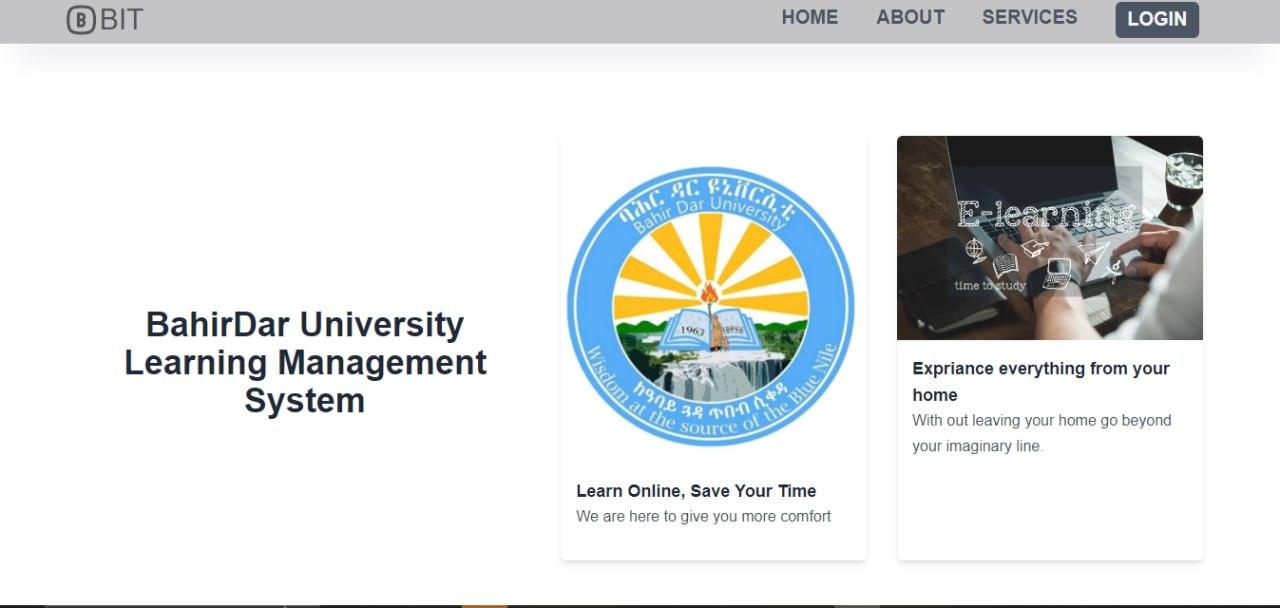 BIT
HOME ABOUT SERVICES LOGIN
BahirDar University
Learning Management
System
ባሕር ዳር ዩኒቨርሲቲ
Bahir Dar University
1963
ከዓባይ ጓዳ ጥበብ ሲቀዳ
Wisdom at the source of the Blue Nile
Learn Online, Save Your Time
We are here to give you more comfort
E-learning
time to study
Expriance everything from your
home
With out leaving your home go beyond
your imaginary line.